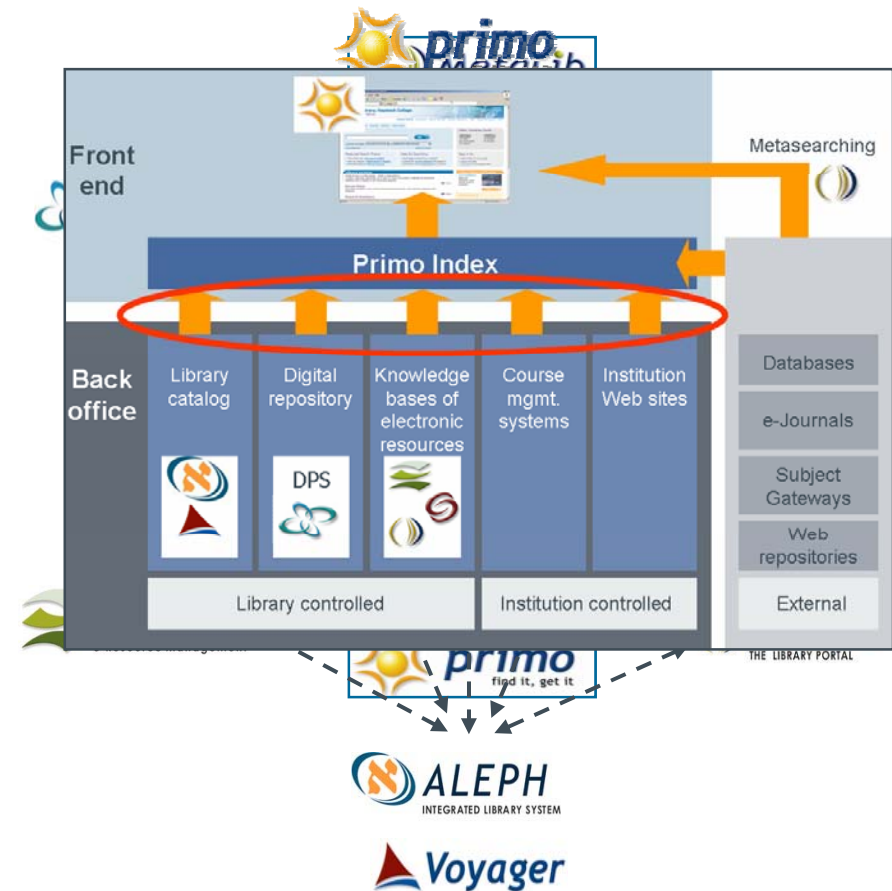 primo
MetaLib
Front
end
Metasearching
Primo Index
Back
office
Library
catalog
Digital
repository
Knowledge
bases of
electronic
resources
Course
mgmt.
systems
Institution
Web sites
DPS
Databases
e-Journals
Subject
Gateways
Web
repositories
Library controlled
Institution controlled
External
THE LIBRARY PORTAL
primo
find it, get it
ALEPH
INTEGRATED LIBRARY SYSTEM
Voyager